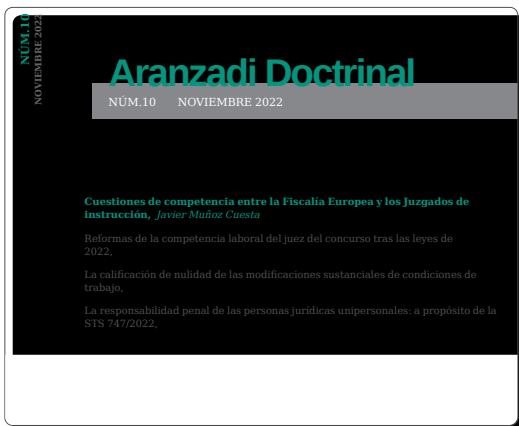 NÚM.10
NOVIEMBRE 2022
Aranzadi Doctrinal
NÚM.10 NOVIEMBRE 2022
Cuestiones de competencia entre la Fiscalía Europea y los Juzgados de
instrucción, Javier Muñoz Cuesta
Reformas de la competencia laboral del juez del concurso tras las leyes de
2022,
La calificación de nulidad de las modificaciones sustanciales de condiciones de
trabajo,
La responsabilidad penal de las personas jurídicas unipersonales: a propósito de la
STS 747/2022,